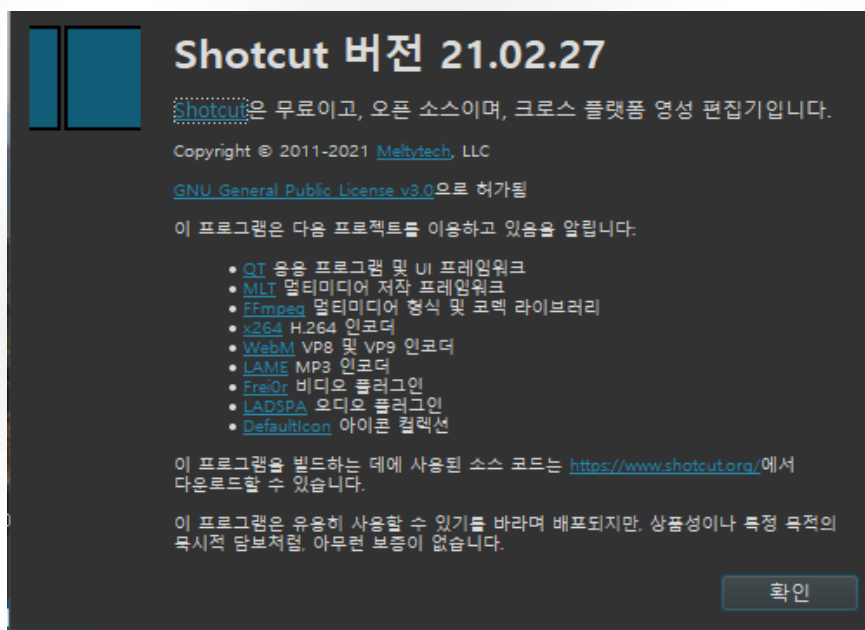 Shotcut 버전 21.02.27
Shotcut은 무료이고, 오픈 소스이며, 크로스 플랫폼 영성 편집기입니다.
Copyright © 2011-2021 Meltytech, LLC
GNU General Public License v3.0으로 허가됨
이 프로그램은 다음 프로젝트를 이용하고 있음을 알립니다:
• QT 응용 프로그램 및 UI 프레임워크
• MLT 멀티미디어 저작 프레임워크
• FFmpeg 멀티미디어 형식 및 코덱 라이브러리
• x264 H.264 인코더
• WebM VP8 및 VP9 인코더
• LAME MP3 인코더
• Frei0r 비디오 플러그인
• LADSPA 오디오 플러그인
• DefaultIcon 아이콘 컬렉션
이 프로그램을 빌드하는 데에 사용된 소스 코드는 https://www.shotcut.org/에서
다운로드할 수 있습니다.
이 프로그램은 유용히 사용할 수 있기를 바라며 배포되지만, 상품성이나 특정 목적의
묵시적 담보처럼, 아무런 보증이 없습니다.
확인